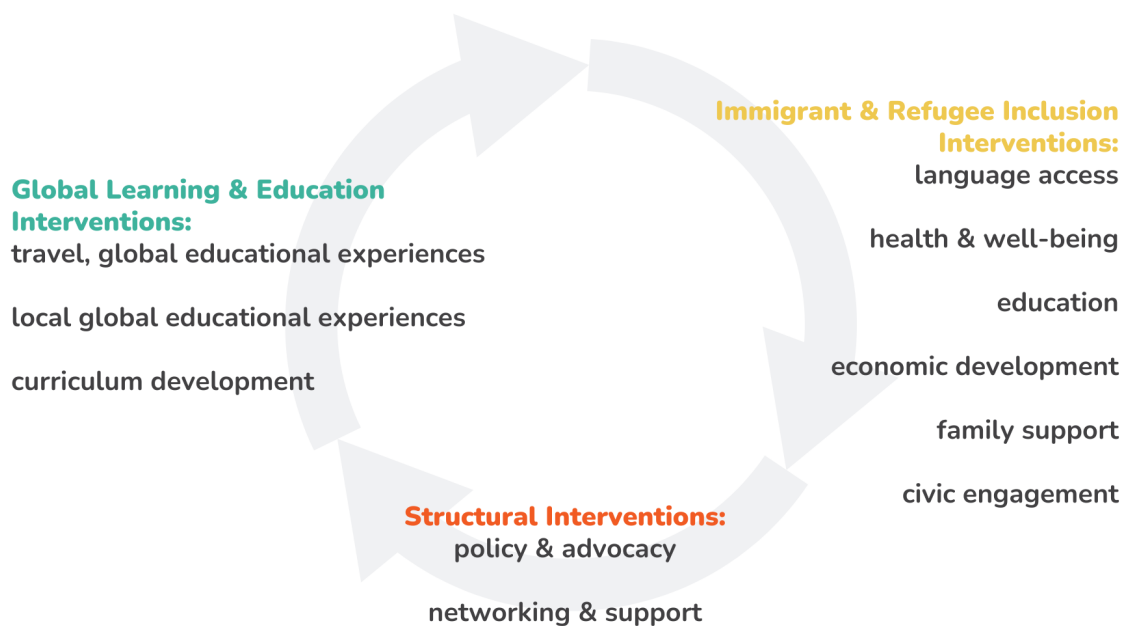 Global Learning & Education
Interventions:
travel, global educational experiences
local global educational experiences
curriculum development
Immigrant & Refugee Inclusion
Interventions:
language access
health & well-being
education
economic development
family support
civic engagement
Structural Interventions:
policy & advocacy
networking & support